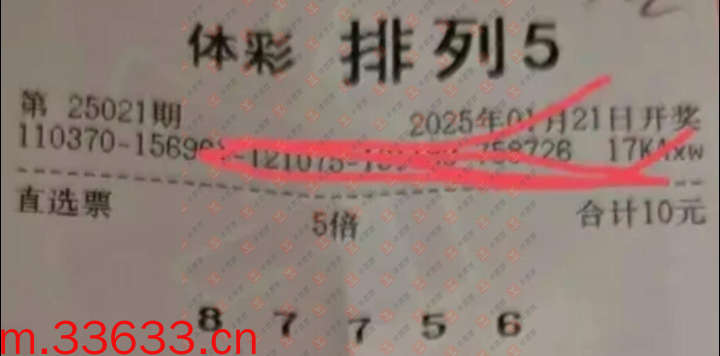 体彩 排列5
第 25021期 2025年01月21日开奖
110370-1569 -121075- 758726 17KAxw
直选票 5倍 合计10元
8 7 7 5 6
m.33633.cn